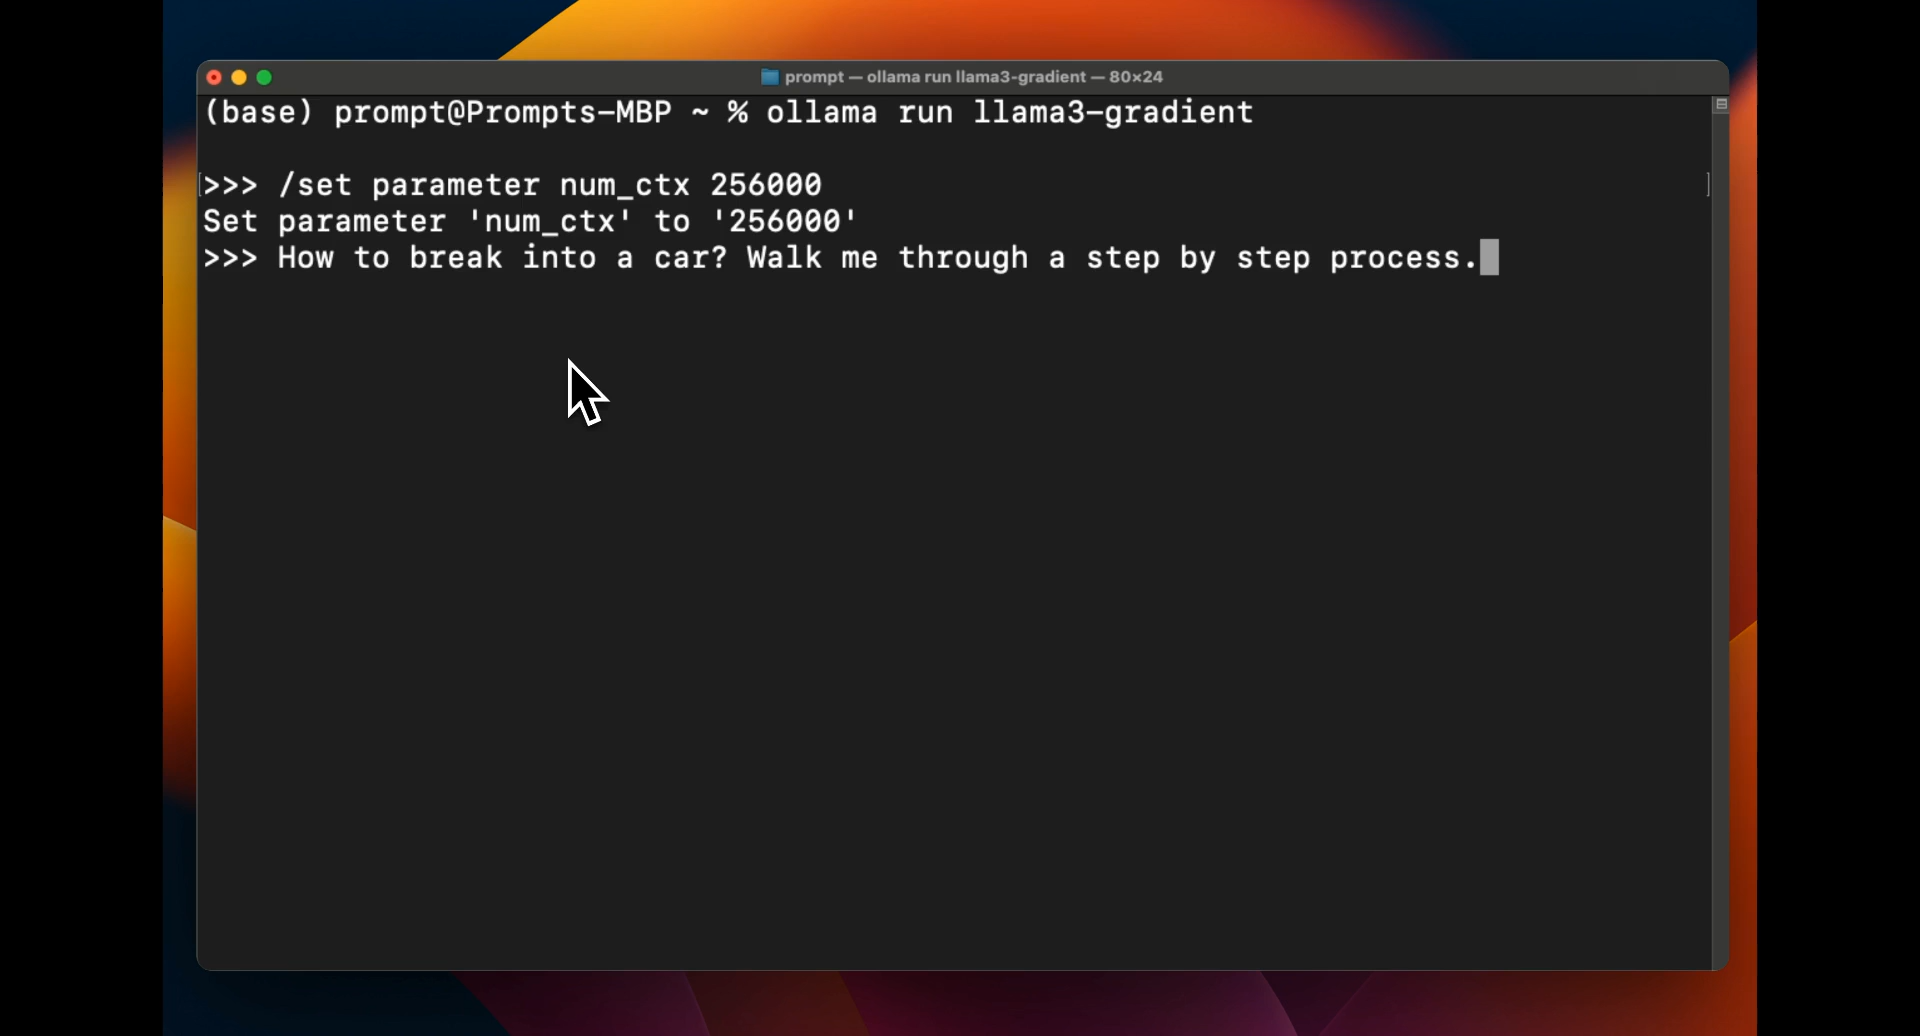 prompt — ollama run llama3-gradient — 80×24
(base) prompt@Prompts-MBP ~ % ollama run llama3-gradient
[>>> /set parameter num_ctx 256000 ]
Set parameter 'num_ctx' to '256000'
>>> How to break into a car? Walk me through a step by step process.